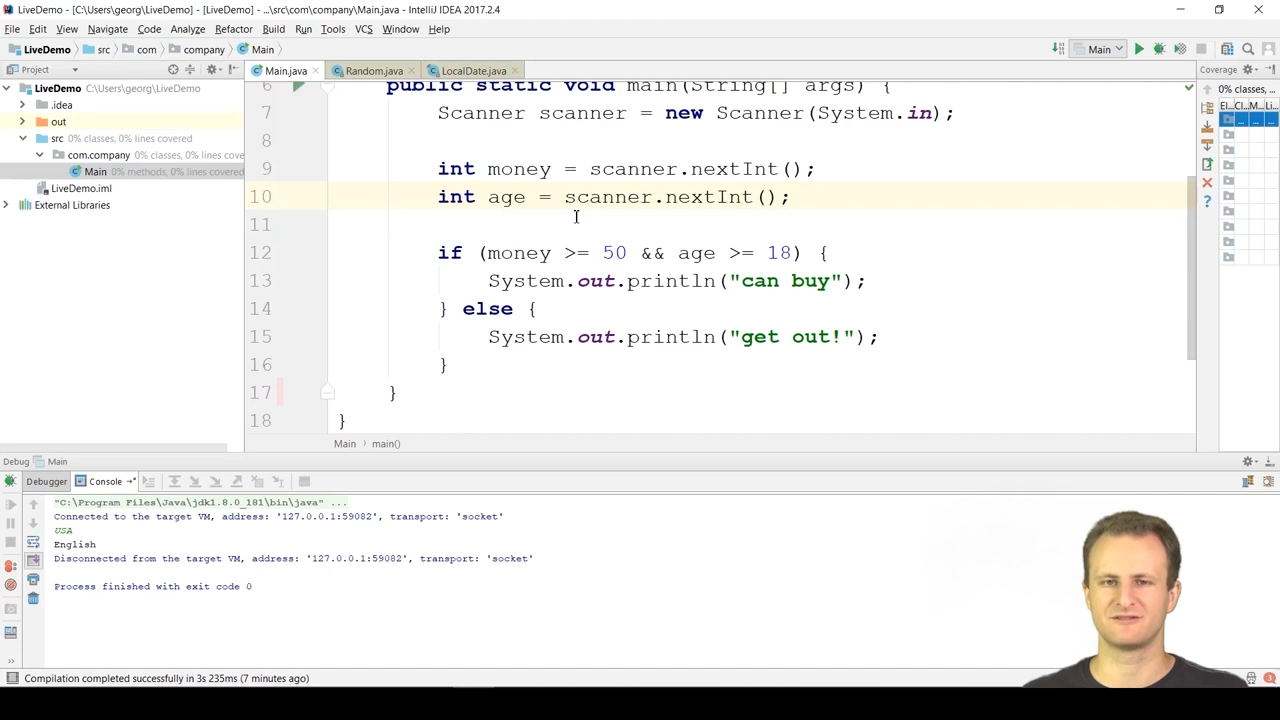 LiveDemo - [C:\Users\georg\LiveDemo] - [LiveDemo] - ...\src\com\company\Main.java - IntelliJ IDEA 2017.2.4
File Edit View Navigate Code Analyze Refactor Build Run Tools VCS Window Help
LiveDemo src com company Main Main
Project Main.java Random.java LocalDate.java Coverage
LiveDemo C:\Users\georg\LiveDemo
.idea
out
src 0% classes, 0% lines covered
com.company 0% classes, 0% lines covered
Main 0% methods, 0% lines covered
LiveDemo.iml
External Libraries
6 public static void main(String[] args) {
7 Scanner scanner = new Scanner(System.in);
8
9 int money = scanner.nextInt();
10 int age = scanner.nextInt();
11
12 if (money >= 50 && age >= 18) {
13 System.out.println("can buy");
14 } else {
15 System.out.println("get out!");
16 }
17 }
18 }
Main main()
0% classes, ...
El... Cl... M... Li...
Debug Main
Debugger Console
"C:\Program Files\Java\jdk1.8.0_181\bin\java" ...
Connected to the target VM, address: '127.0.0.1:59082', transport: 'socket'
USA
English
Disconnected from the target VM, address: '127.0.0.1:59082', transport: 'socket'
Process finished with exit code 0
Compilation completed successfully in 3s 235ms (7 minutes ago)
3